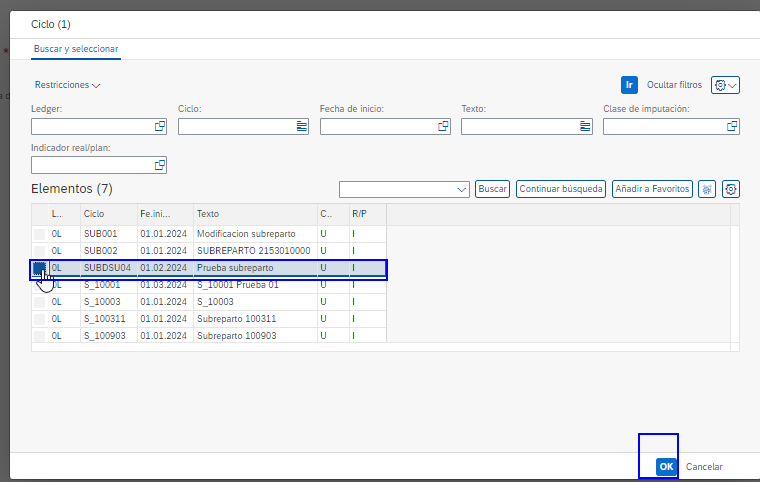 Ciclo (1)
Buscar y seleccionar
Restricciones
Ir Ocultar filtros
Ledger: Ciclo: Fecha de inicio: Texto: Clase de imputación:
Indicador real/plan:
Elementos (7) Buscar Continuar búsqueda Añadir a Favoritos
L.. Ciclo Fe.ini... Texto C.. R/P
0L SUB001 01.01.2024 Modificacion subreparto U I
0L SUB002 01.01.2024 SUBREPARTO 2153010000 U I
0L SUBDSU04 01.02.2024 Prueba subreparto U I
0L S_10001 01.03.2024 S_10001 Prueba 01 U I
0L S_10003 01.01.2024 S_10003 U I
0L S_100311 01.01.2024 Subreparto 100311 U I
0L S_100903 01.01.2024 Subreparto 100903 U I
OK Cancelar